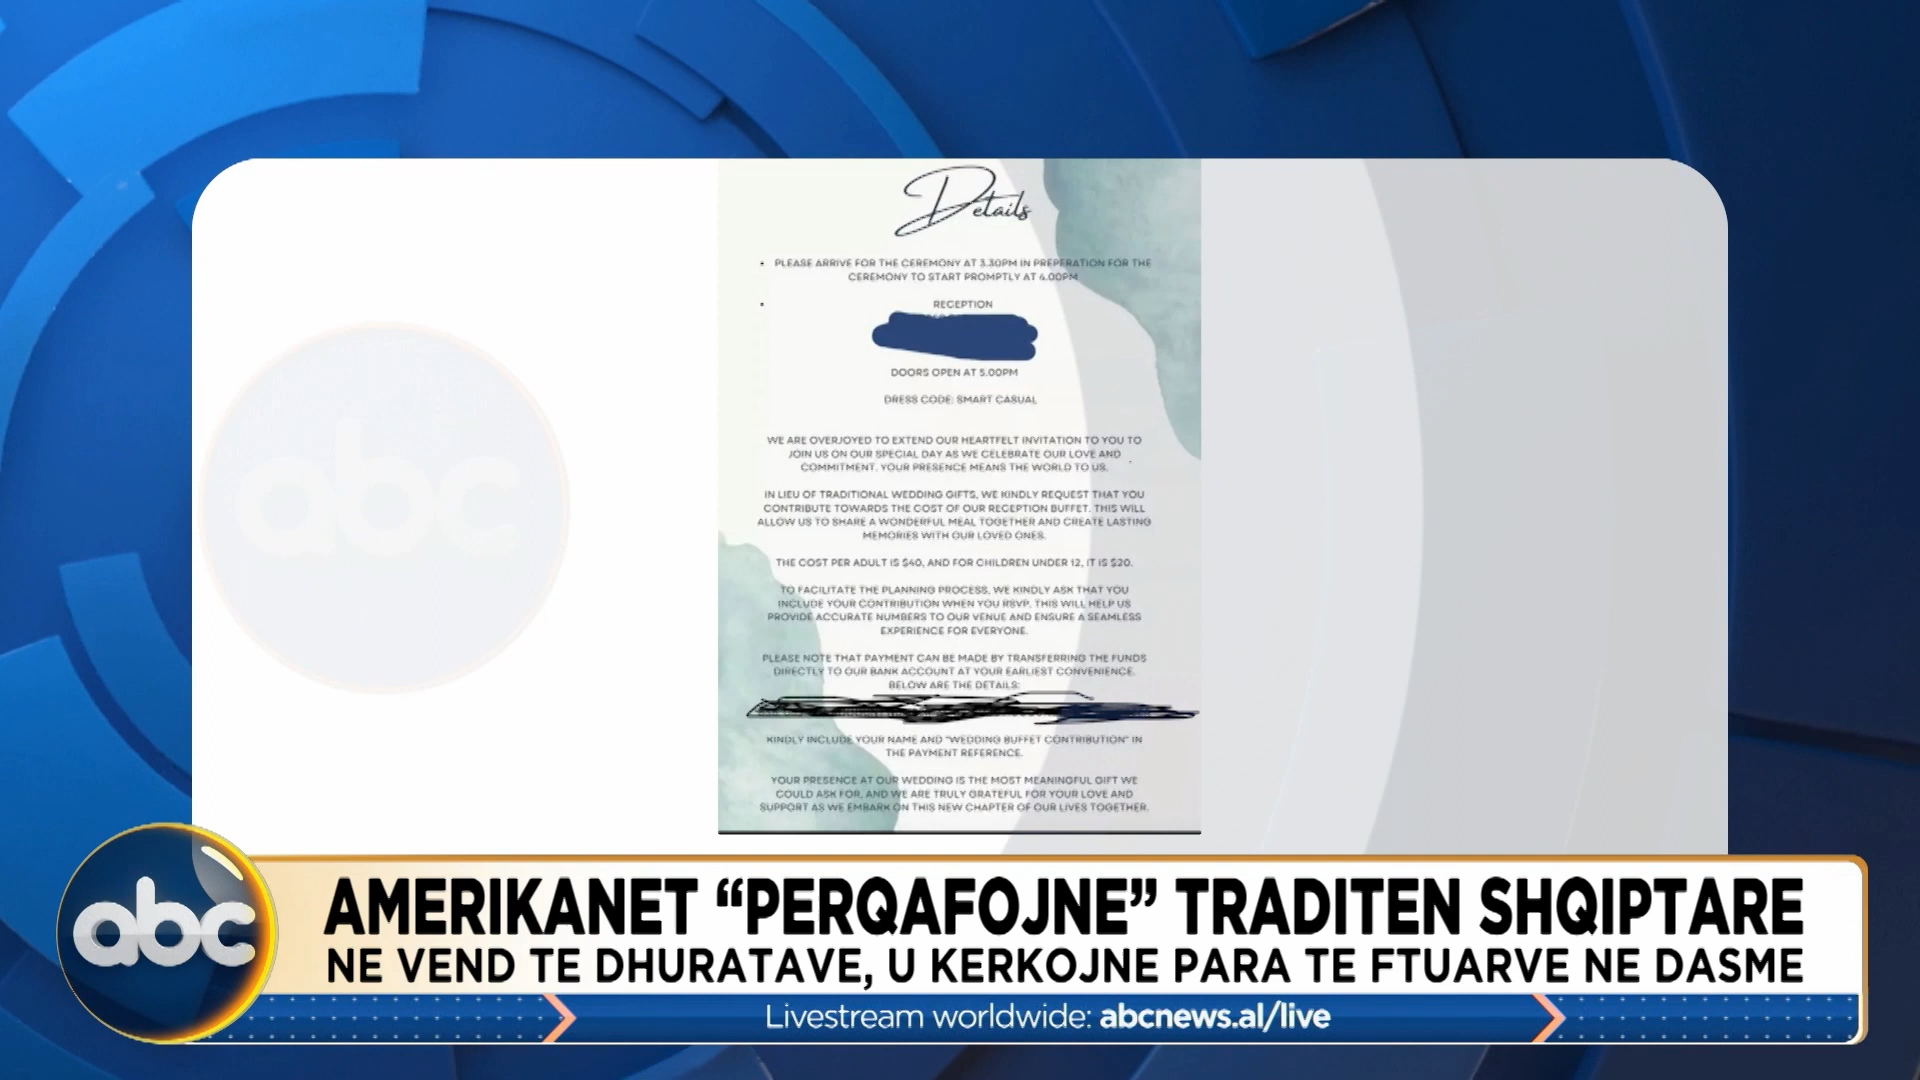 abc
Details
• PLEASE ARRIVE FOR THE CEREMONY AT 3.30PM IN PREPERATION FOR THE
CEREMONY TO START PROMPTLY AT 4.00PM
• RECEPTION
DOORS OPEN AT 5.00PM
DRESS CODE: SMART CASUAL
WE ARE OVERJOYED TO EXTEND OUR HEARTFELT INVITATION TO YOU TO
JOIN US ON OUR SPECIAL DAY AS WE CELEBRATE OUR LOVE AND
COMMITMENT. YOUR PRESENCE MEANS THE WORLD TO US.
IN LIEU OF TRADITIONAL WEDDING GIFTS, WE KINDLY REQUEST THAT YOU
CONTRIBUTE TOWARDS THE COST OF OUR RECEPTION BUFFET. THIS WILL
ALLOW US TO SHARE A WONDERFUL MEAL TOGETHER AND CREATE LASTING
MEMORIES WITH OUR LOVED ONES.
THE COST PER ADULT IS $40, AND FOR CHILDREN UNDER 12, IT IS $20.
TO FACILITATE THE PLANNING PROCESS, WE KINDLY ASK THAT YOU
INCLUDE YOUR CONTRIBUTION WHEN YOU RSVP. THIS WILL HELP US
PROVIDE ACCURATE NUMBERS TO OUR VENUE AND ENSURE A SEAMLESS
EXPERIENCE FOR EVERYONE.
PLEASE NOTE THAT PAYMENT CAN BE MADE BY TRANSFERRING THE FUNDS
DIRECTLY TO OUR BANK ACCOUNT AT YOUR EARLIEST CONVENIENCE.
BELOW ARE THE DETAILS:
KINDLY INCLUDE YOUR NAME AND "WEDDING BUFFET CONTRIBUTION" IN
THE PAYMENT REFERENCE.
YOUR PRESENCE AT OUR WEDDING IS THE MOST MEANINGFUL GIFT WE
COULD ASK FOR, AND WE ARE TRULY GRATEFUL FOR YOUR LOVE AND
SUPPORT AS WE EMBARK ON THIS NEW CHAPTER OF OUR LIVES TOGETHER.
abc
AMERIKANET “PERQAFOJNE” TRADITEN SHQIPTARE
NE VEND TE DHURATAVE, U KERKOJNE PARA TE FTUARVE NE DASME
Livestream worldwide: abcnews.al/live